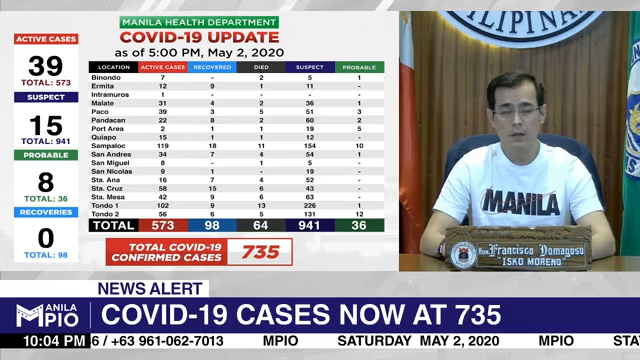 ACTIVE CASES
39
TOTAL: 573
SUSPECT
15
TOTAL: 941
PROBABLE
8
TOTAL: 36
RECOVERIES
0
TOTAL: 98
MANILA HEALTH DEPARTMENT
COVID-19 UPDATE
as of 5:00 PM, May 2, 2020
LOCATION ACTIVE CASES RECOVERED DIED SUSPECT PROBABLE
Binondo 7 - 2 5 1
Ermita 12 9 1 11 -
Intramuros 1 - - - -
Malate 31 4 2 36 1
Paco 39 3 5 51 3
Pandacan 22 8 2 60 2
Port Area 2 1 1 19 5
Quiapo 15 1 1 12 -
Sampaloc 119 18 11 154 10
San Andres 34 7 4 54 1
San Miguel 8 - 1 5 -
San Nicolas 9 1 - 19 -
Sta. Ana 16 7 4 52 -
Sta. Cruz 58 15 6 43 -
Sta. Mesa 42 9 6 63 -
Tondo 1 102 9 13 226 1
Tondo 2 56 6 5 131 12
TOTAL 573 98 64 941 36
TOTAL COVID-19
CONFIRMED CASES
735
ILIPIN
MANILA
Hon. Francisco Domagoso
ISKO MORENO
NEWS ALERT
MANILA
MPIO
COVID-19 CASES NOW AT 735
10:04 PM 6 / +63 961-062-7013 MPIO SATURDAY MAY 2, 2020 MPIO STA